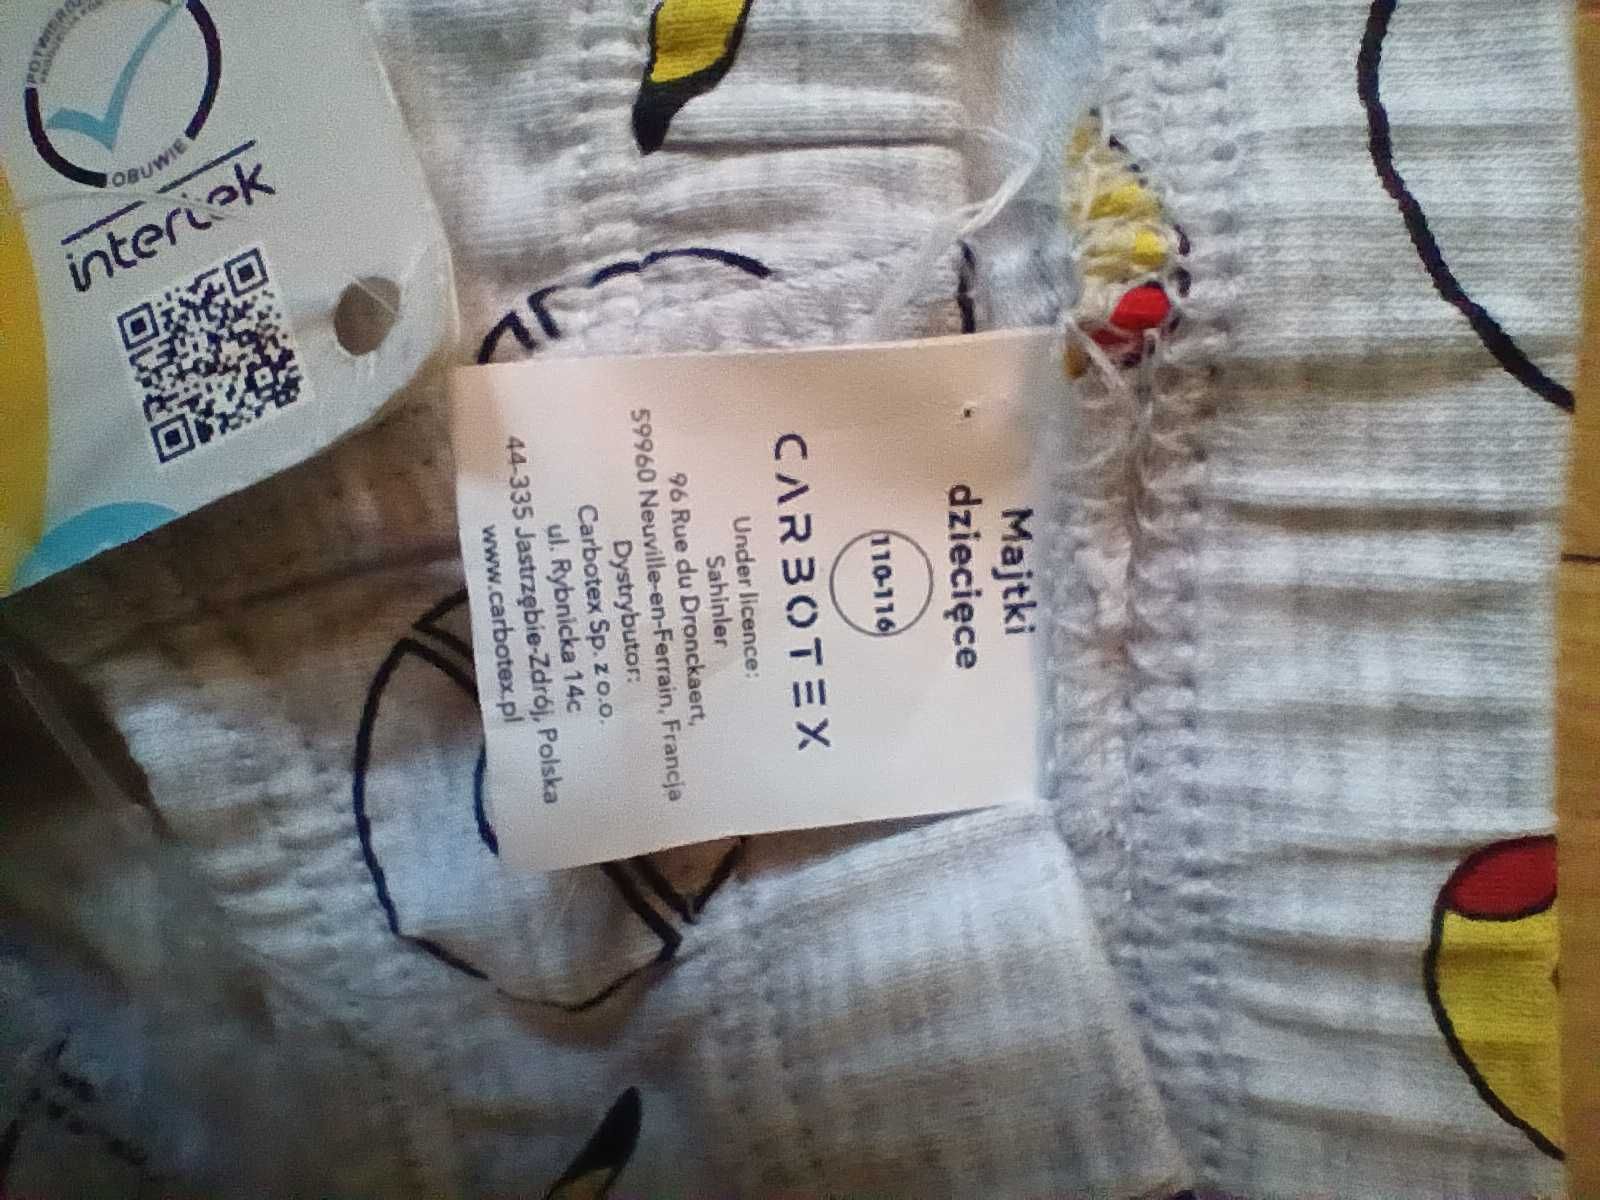 OBUWIE
intertek
Majtki
dziecięce
110-116
CARBOTEX
Under licence:
Sahinler
96 Rue du Dronckaert,
59960 Neuville-en-Ferrain, Francja
Dystrybutor:
Carbotex Sp. z o.o.
ul. Rybnicka 14c
44-335 Jastrzębie-Zdrój, Polska
www.carbotex.pl